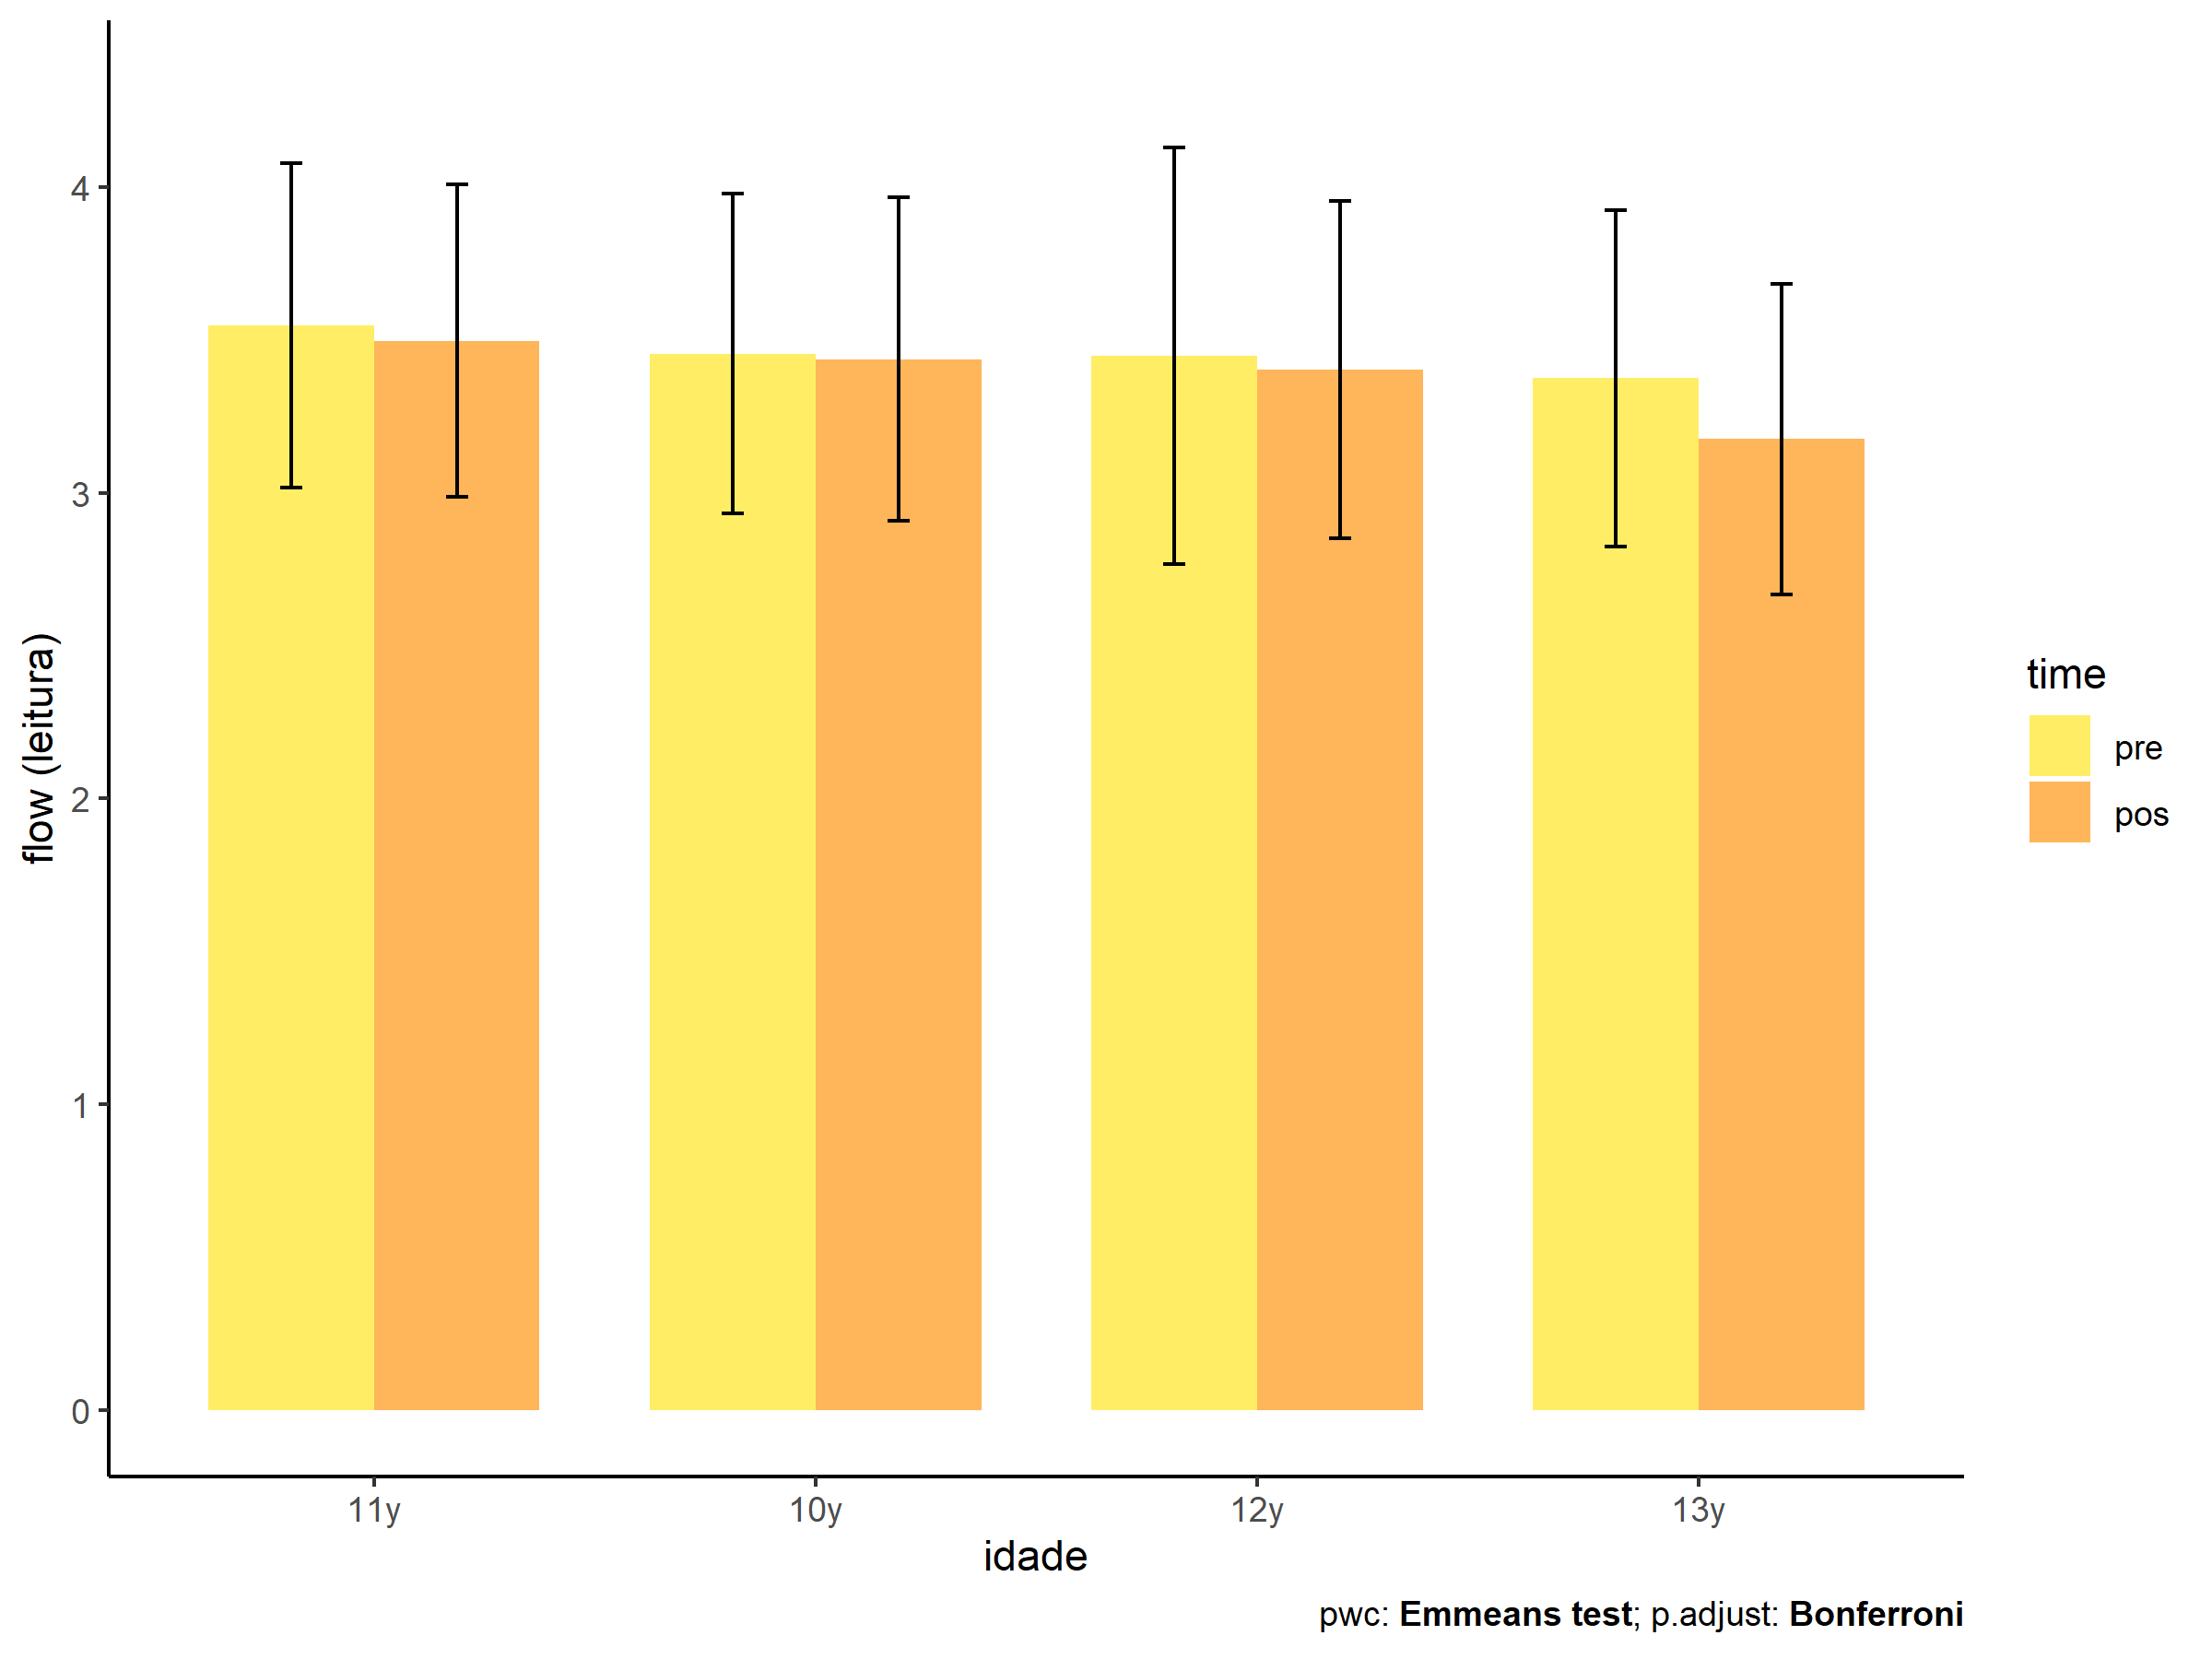 flow (leitura)
4
3
2
1
0
11y 10y 12y 13y
idade
time
pre
pos
pwc: Emmeans test; p.adjust: Bonferroni